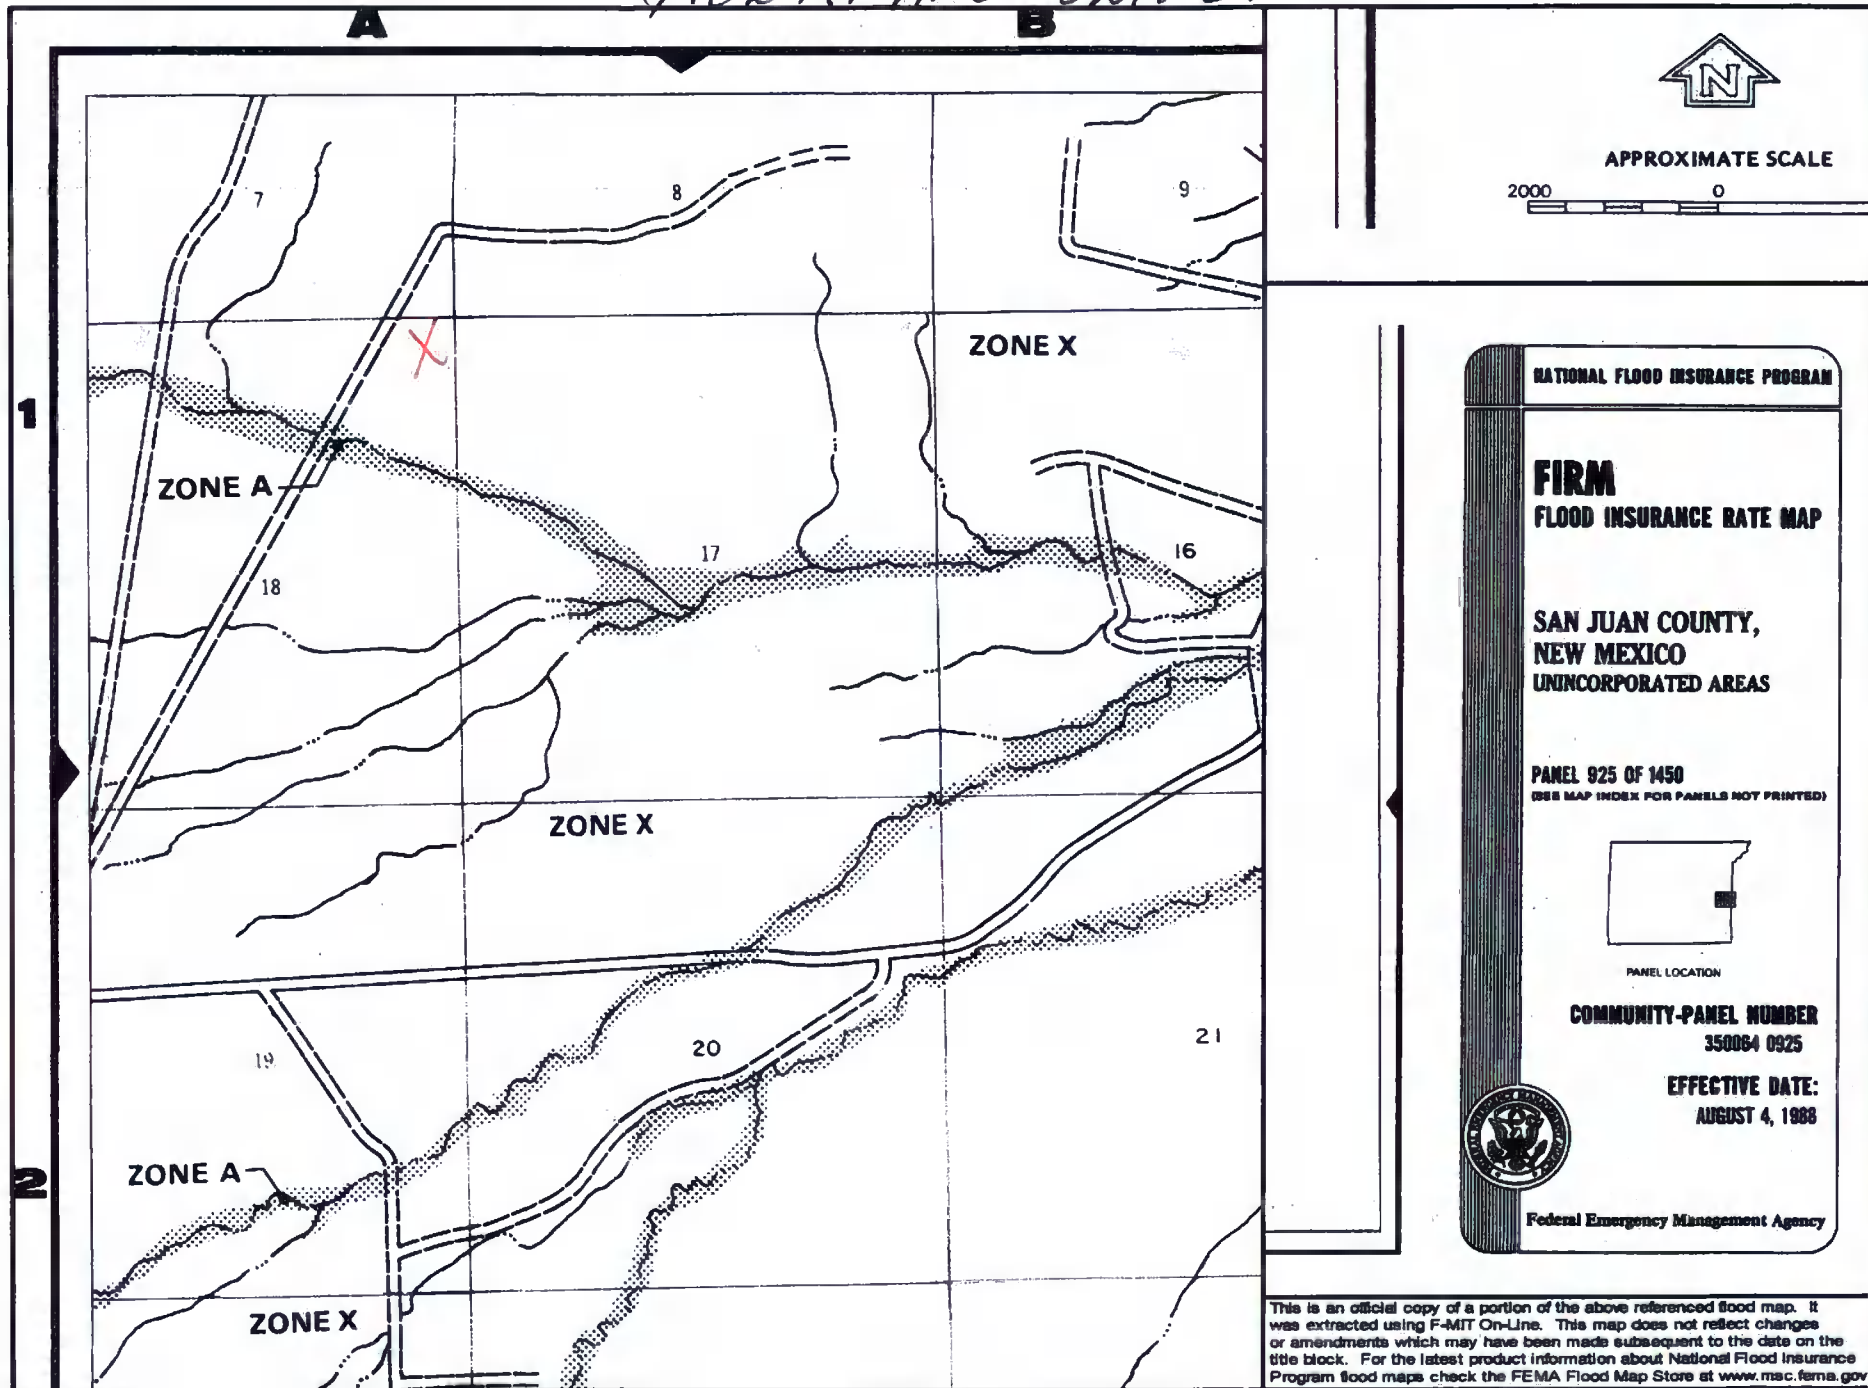 A
B
1
2
7
8
9
ZONE X
ZONE A
17
16
18
ZONE X
19
20
21
ZONE A
ZONE X
N
APPROXIMATE SCALE
2000 0
NATIONAL FLOOD INSURANCE PROGRAM
FIRM
FLOOD INSURANCE RATE MAP
SAN JUAN COUNTY,
NEW MEXICO
UNINCORPORATED AREAS
PANEL 925 OF 1450
(SEE MAP INDEX FOR PANELS NOT PRINTED)
PANEL LOCATION
COMMUNITY-PANEL NUMBER
350064 0925
EFFECTIVE DATE:
AUGUST 4, 1988
Federal Emergency Management Agency
This is an official copy of a portion of the above referenced flood map. It
was extracted using F-MIT On-Line. This map does not reflect changes
or amendments which may have been made subsequent to the date on the
title block. For the latest product information about National Flood Insurance
Program flood maps check the FEMA Flood Map Store at www.msc.fema.gov